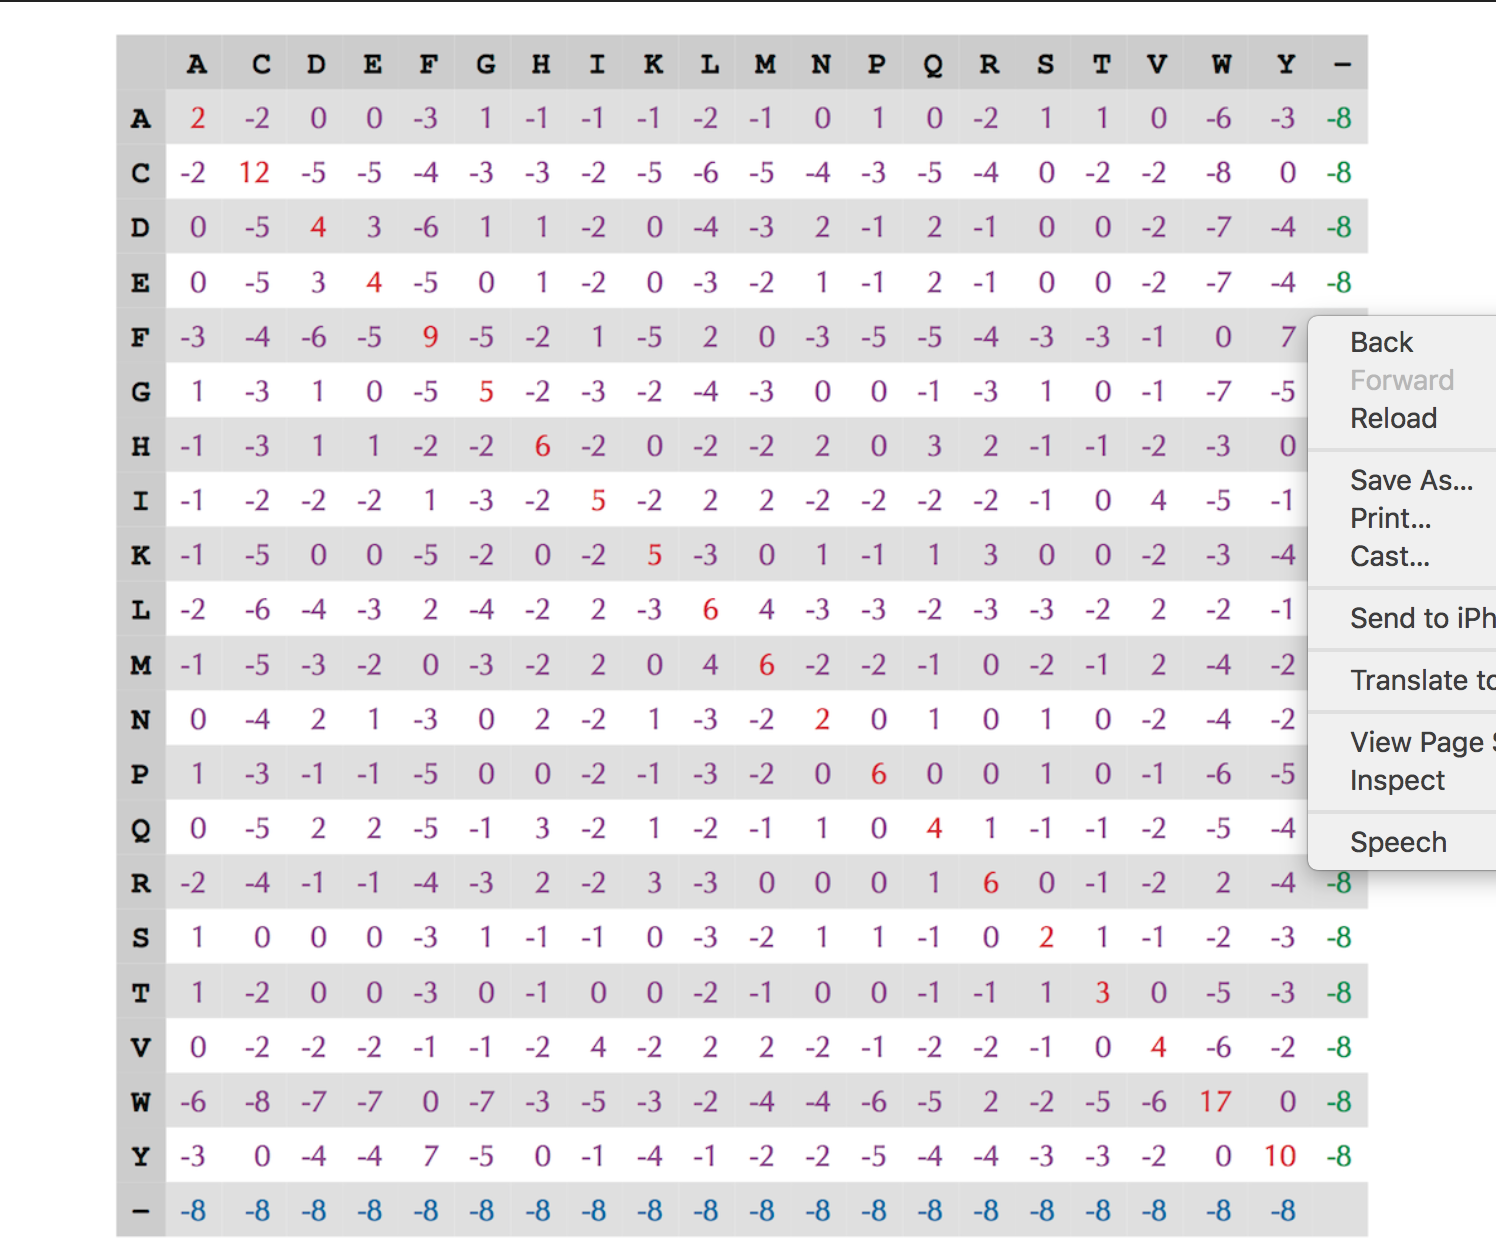 A C D E F G H I K L M N P Q R S T V W Y –
A 2 -2 0 0 -3 1 -1 -1 -1 -2 -1 0 1 0 -2 1 1 0 -6 -3 -8
C -2 12 -5 -5 -4 -3 -3 -2 -5 -6 -5 -4 -3 -5 -4 0 -2 -2 -8 0 -8
D 0 -5 4 3 -6 1 1 -2 0 -4 -3 2 -1 2 -1 0 0 -2 -7 -4 -8
E 0 -5 3 4 -5 0 1 -2 0 -3 -2 1 -1 2 -1 0 0 -2 -7 -4 -8
F -3 -4 -6 -5 9 -5 -2 1 -5 2 0 -3 -5 -5 -4 -3 -3 -1 0 7
Back
Forward
G 1 -3 1 0 -5 5 -2 -3 -2 -4 -3 0 0 -1 -3 1 0 -1 -7 -5
Reload
H -1 -3 1 1 -2 -2 6 -2 0 -2 -2 2 0 3 2 -1 -1 -2 -3 0
Save As...
I -1 -2 -2 -2 1 -3 -2 5 -2 2 2 -2 -2 -2 -2 -1 0 4 -5 -1
Print...
K -1 -5 0 0 -5 -2 0 -2 5 -3 0 1 -1 1 3 0 0 -2 -3 -4
Cast...
L -2 -6 -4 -3 2 -4 -2 2 -3 6 4 -3 -3 -2 -3 -3 -2 2 -2 -1
Send to iPh
M -1 -5 -3 -2 0 -3 -2 2 0 4 6 -2 -2 -1 0 -2 -1 2 -4 -2
Translate to
N 0 -4 2 1 -3 0 2 -2 1 -3 -2 2 0 1 0 1 0 -2 -4 -2
View Page
P 1 -3 -1 -1 -5 0 0 -2 -1 -3 -2 0 6 0 0 1 0 -1 -6 -5
Inspect
Q 0 -5 2 2 -5 -1 3 -2 1 -2 -1 1 0 4 1 -1 -1 -2 -5 -4
Speech
R -2 -4 -1 -1 -4 -3 2 -2 3 -3 0 0 0 1 6 0 -1 -2 2 -4 -8
S 1 0 0 0 -3 1 -1 -1 0 -3 -2 1 1 -1 0 2 1 -1 -2 -3 -8
T 1 -2 0 0 -3 0 -1 0 0 -2 -1 0 0 -1 -1 1 3 0 -5 -3 -8
V 0 -2 -2 -2 -1 -1 -2 4 -2 2 2 -2 -1 -2 -2 -1 0 4 -6 -2 -8
W -6 -8 -7 -7 0 -7 -3 -5 -3 -2 -4 -4 -6 -5 2 -2 -5 -6 17 0 -8
Y -3 0 -4 -4 7 -5 0 -1 -4 -1 -2 -2 -5 -4 -4 -3 -3 -2 0 10 -8
– -8 -8 -8 -8 -8 -8 -8 -8 -8 -8 -8 -8 -8 -8 -8 -8 -8 -8 -8 -8